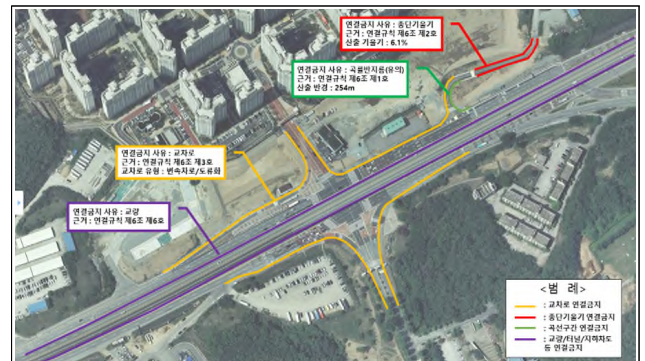 연결금지 사유 : 종단기울기
근거 : 연결규칙 제6조 제2호
산출 기울기 : 6.1%
연결금지 사유 : 곡률반지름(유의)
근거 : 연결규칙 제6조 제1호
산출 반경 : 254m
연결금지 사유 : 교차로
근거 : 연결규칙 제6조 제3호
교차로 유형 : 변속차로/도류화
연결금지 사유 : 교량
근거 : 연결규칙 제6조 제6호
<범 례>
: 교차로 연결금지
: 종단기울기 연결금지
: 곡선구간 연결금지
: 교량/터널/지하차도
등 연결금지